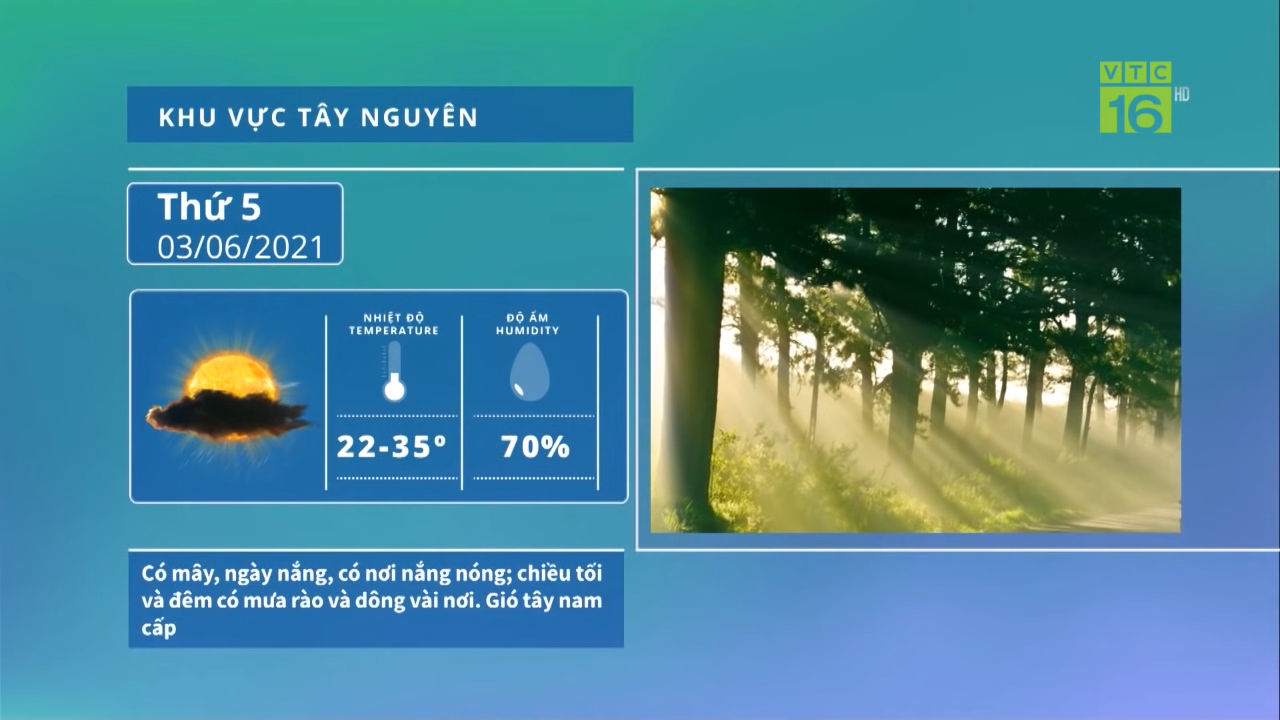 KHU VỰC TÂY NGUYÊN
VTC
16
HD
Thứ 5
03/06/2021
NHIỆT ĐỘ
TEMPERATURE
22-35º
ĐỘ ẨM
HUMIDITY
70%
Có mây, ngày nắng, có nơi nắng nóng; chiều tối
và đêm có mưa rào và dông vài nơi. Gió tây nam
cấp